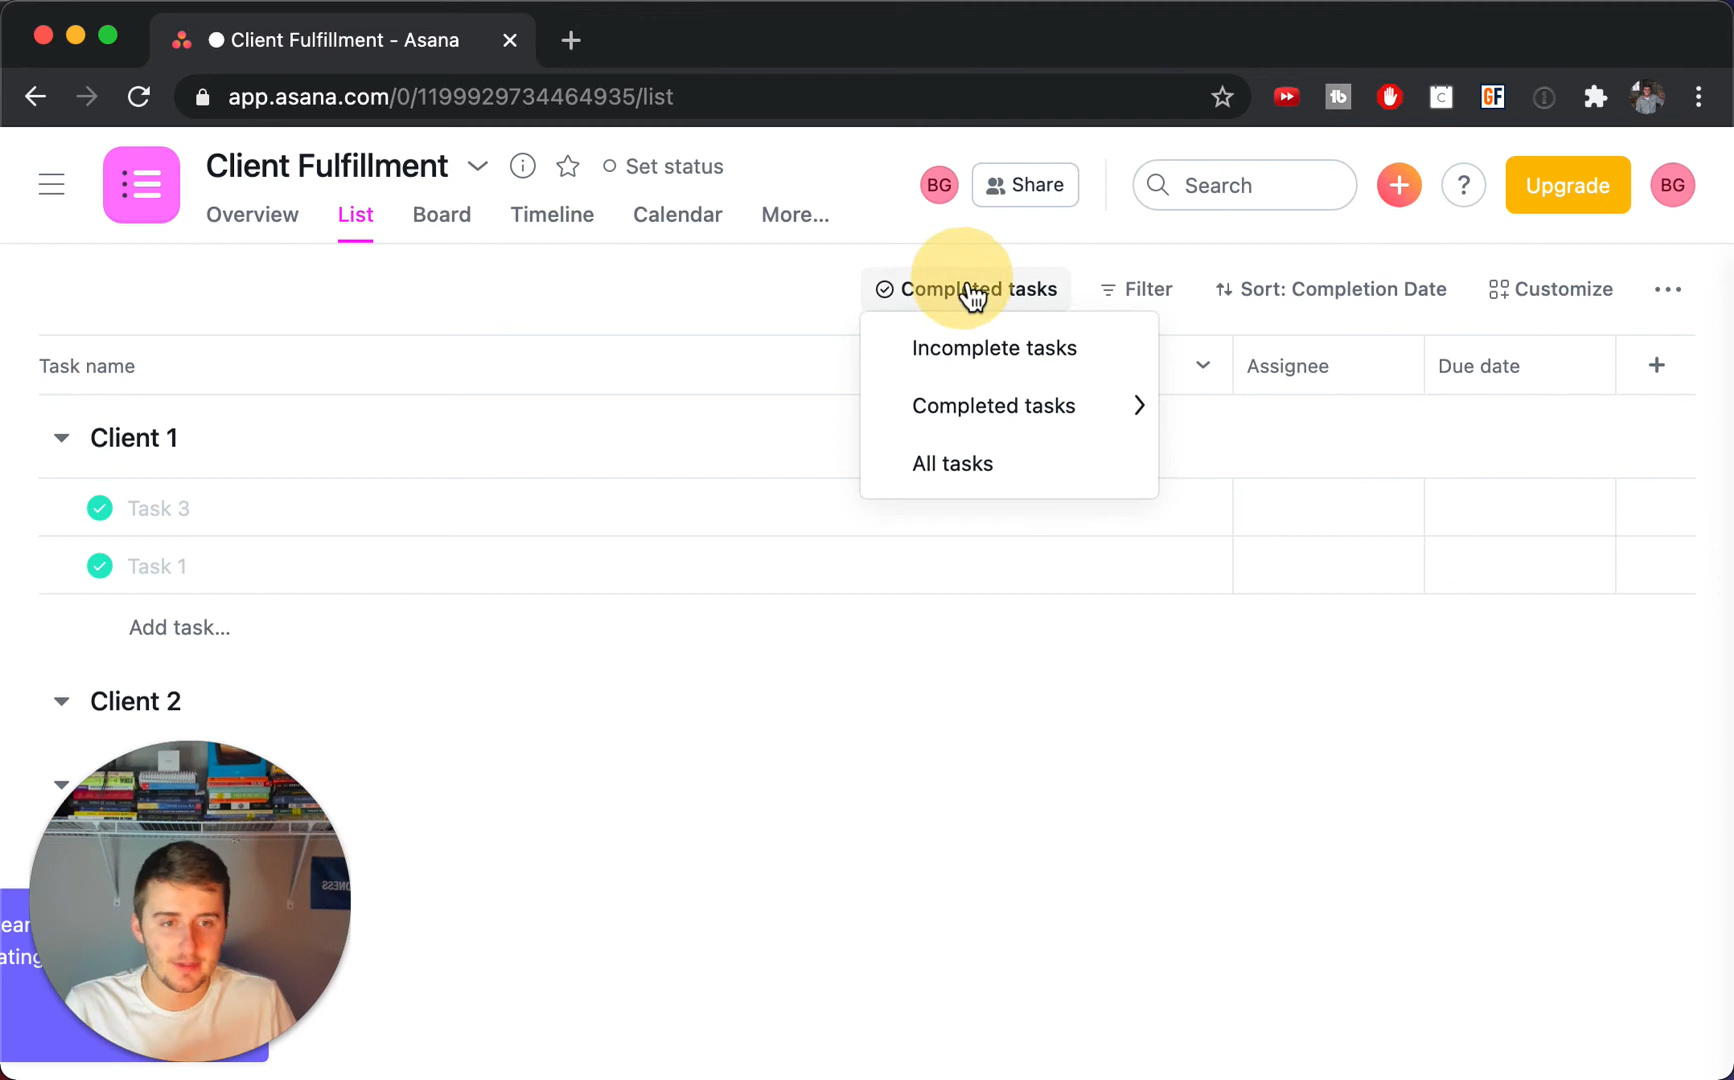 Client Fulfillment - Asana
app.asana.com/0/1199929734464935/list
tb
C
GF
Client Fulfillment
Set status
BG
Share
Search
?
Upgrade
BG
Overview
List
Board
Timeline
Calendar
More...
Completed tasks
Filter
Sort: Completion Date
Customize
Incomplete tasks
Completed tasks
All tasks
Task name
Assignee
Due date
Client 1
Task 3
Task 1
Add task...
Client 2